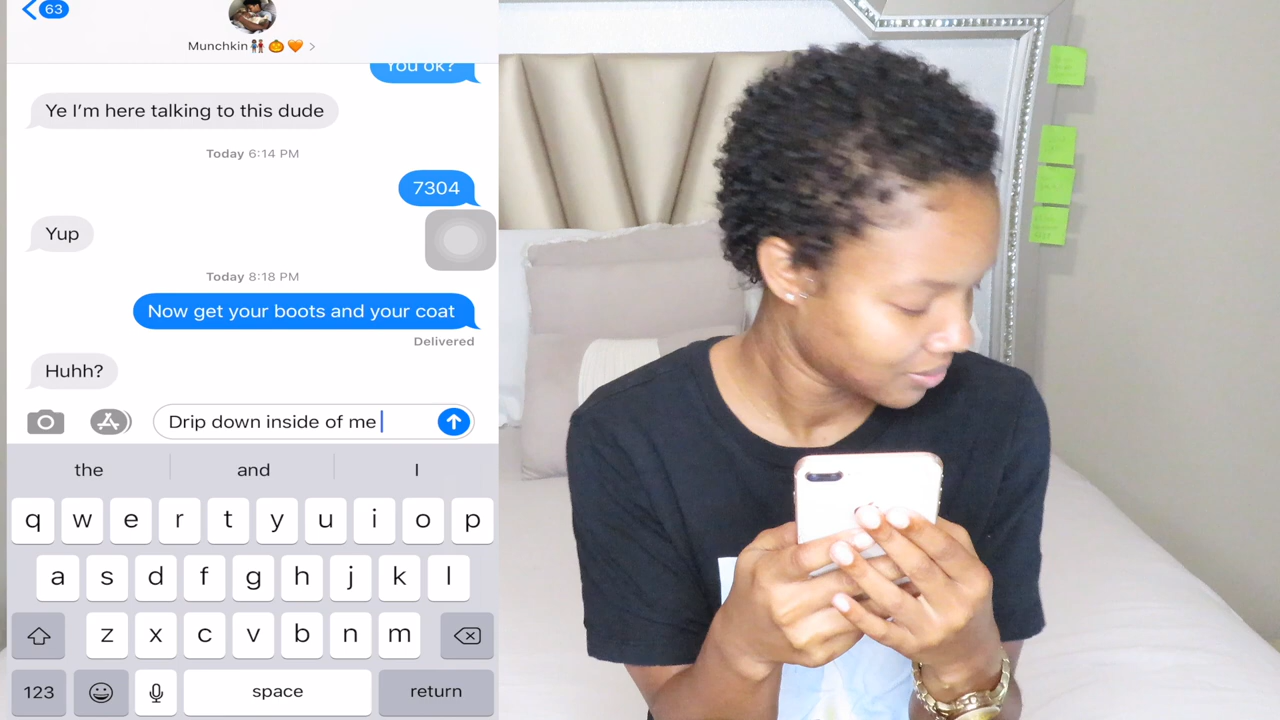 63
Munchkin
You ok?
Ye I'm here talking to this dude
Today 6:14 PM
7304
Yup
Today 8:18 PM
Now get your boots and your coat
Delivered
Huhh?
Drip down inside of me
the and I
q w e r t y u i o p
a s d f g h j k l
z x c v b n m
123 space return